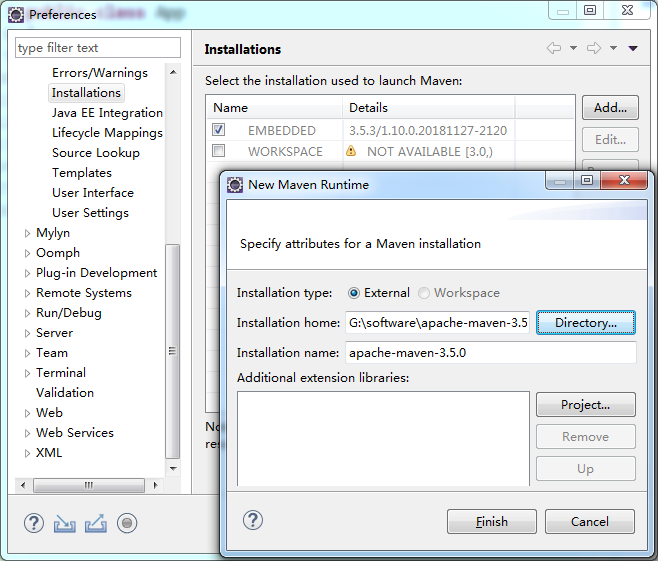 public class App
Preferences
type filter text
Installations
Errors/Warnings
Installations
Java EE Integration
Lifecycle Mappings
Source Lookup
Templates
User Interface
User Settings
Mylyn
Oomph
Plug-in Development
Remote Systems
Run/Debug
Server
Team
Terminal
Validation
Web
Web Services
XML
Select the installation used to launch Maven:
Name Details
EMBEDDED 3.5.3/1.10.0.20181127-2120
WORKSPACE NOT AVAILABLE [3.0,)
Add...
Edit...
New Maven Runtime
Specify attributes for a Maven installation
Installation type: External Workspace
Installation home: G:\software\apache-maven-3.5 Directory...
Installation name: apache-maven-3.5.0
Additional extension libraries:
Project...
Remove
Up
Finish Cancel